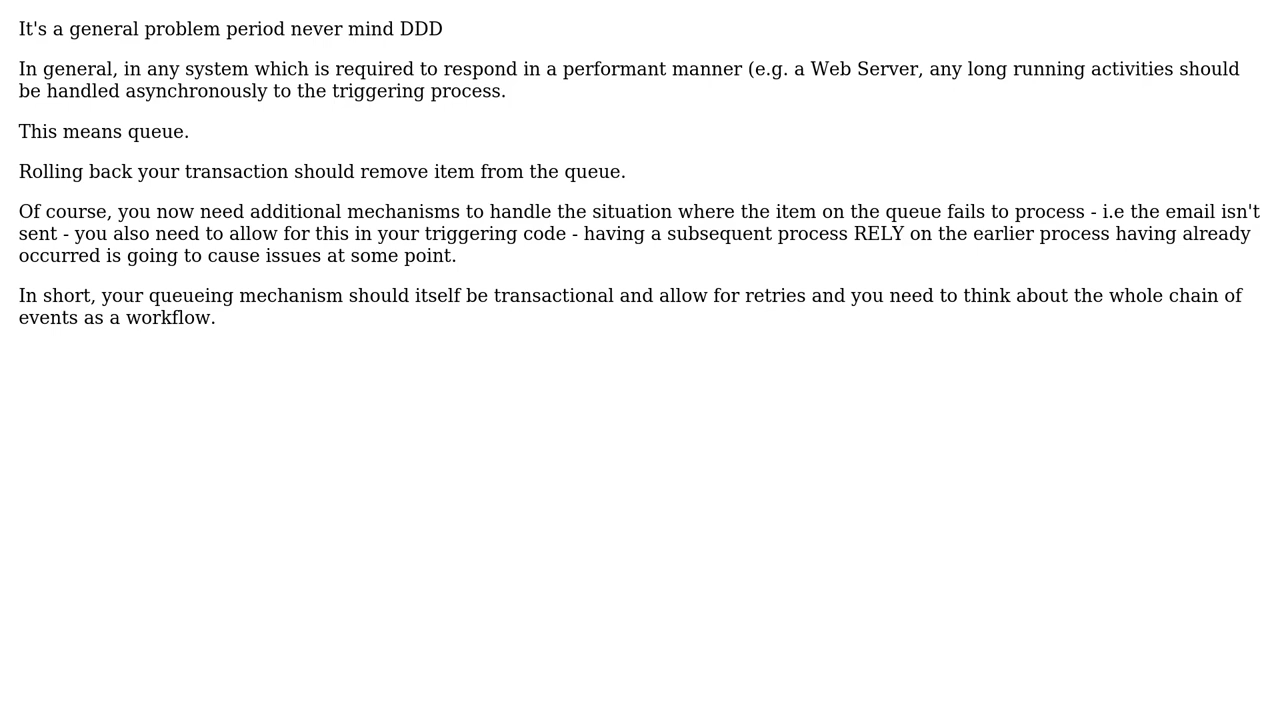 It's a general problem period never mind DDD
In general, in any system which is required to respond in a performant manner (e.g. a Web Server, any long running activities should
be handled asynchronously to the triggering process.
This means queue.
Rolling back your transaction should remove item from the queue.
Of course, you now need additional mechanisms to handle the situation where the item on the queue fails to process - i.e the email isn't
sent - you also need to allow for this in your triggering code - having a subsequent process RELY on the earlier process having already
occurred is going to cause issues at some point.
In short, your queueing mechanism should itself be transactional and allow for retries and you need to think about the whole chain of
events as a workflow.